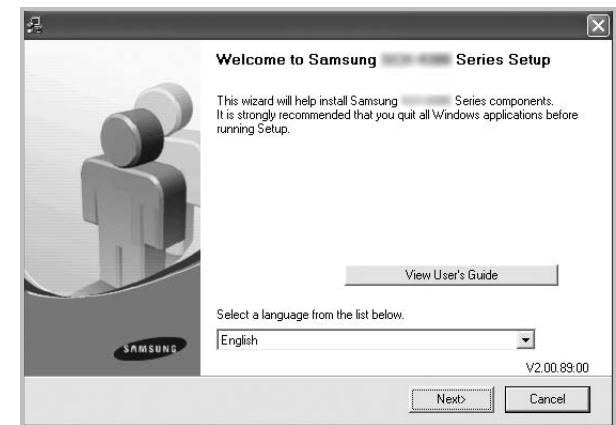 Welcome to Samsung Series Setup
This wizard will help install Samsung Series components.
It is strongly recommended that you quit all Windows applications before
running Setup.
View User's Guide
Select a language from the list below.
English
SAMSUNG
V2.00.89:00
Next>
Cancel